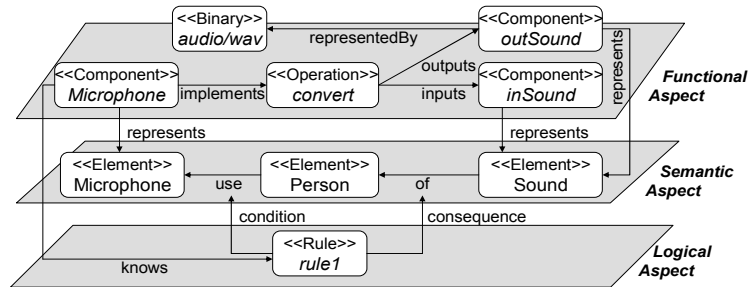 <<Binary>>
audio/wav
representedBy
<<Component>>
outSound
<<Component>>
Microphone
implements
<<Operation>>
convert
outputs
inputs
<<Component>>
inSound
represents
Functional
Aspect
represents
represents
<<Element>>
Microphone
use
<<Element>>
Person
of
<<Element>>
Sound
Semantic
Aspect
condition
consequence
<<Rule>>
rule1
knows
Logical
Aspect